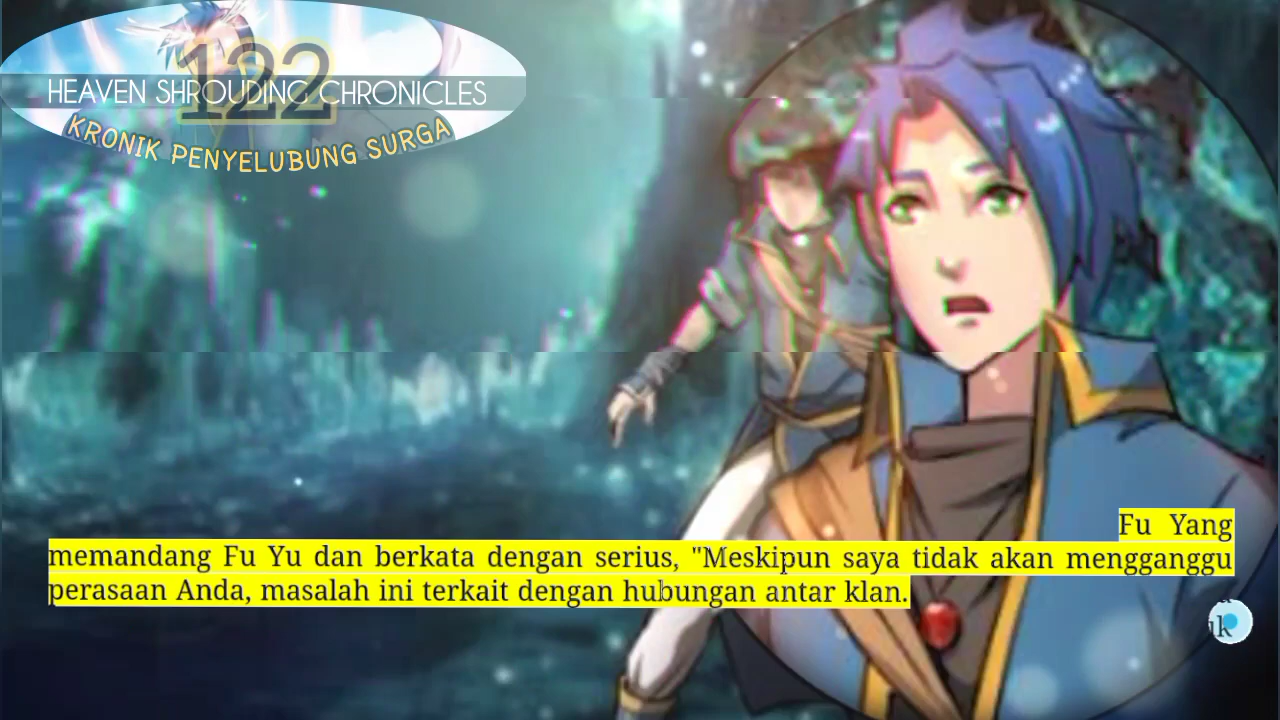 122
HEAVEN SHROUDING CHRONICLES
KRONIK PENYELUBUNG SURGA
Fu Yang
memandang Fu Yu dan berkata dengan serius, "Meskipun saya tidak akan mengganggu
perasaan Anda, masalah ini terkait dengan hubungan antar klan.